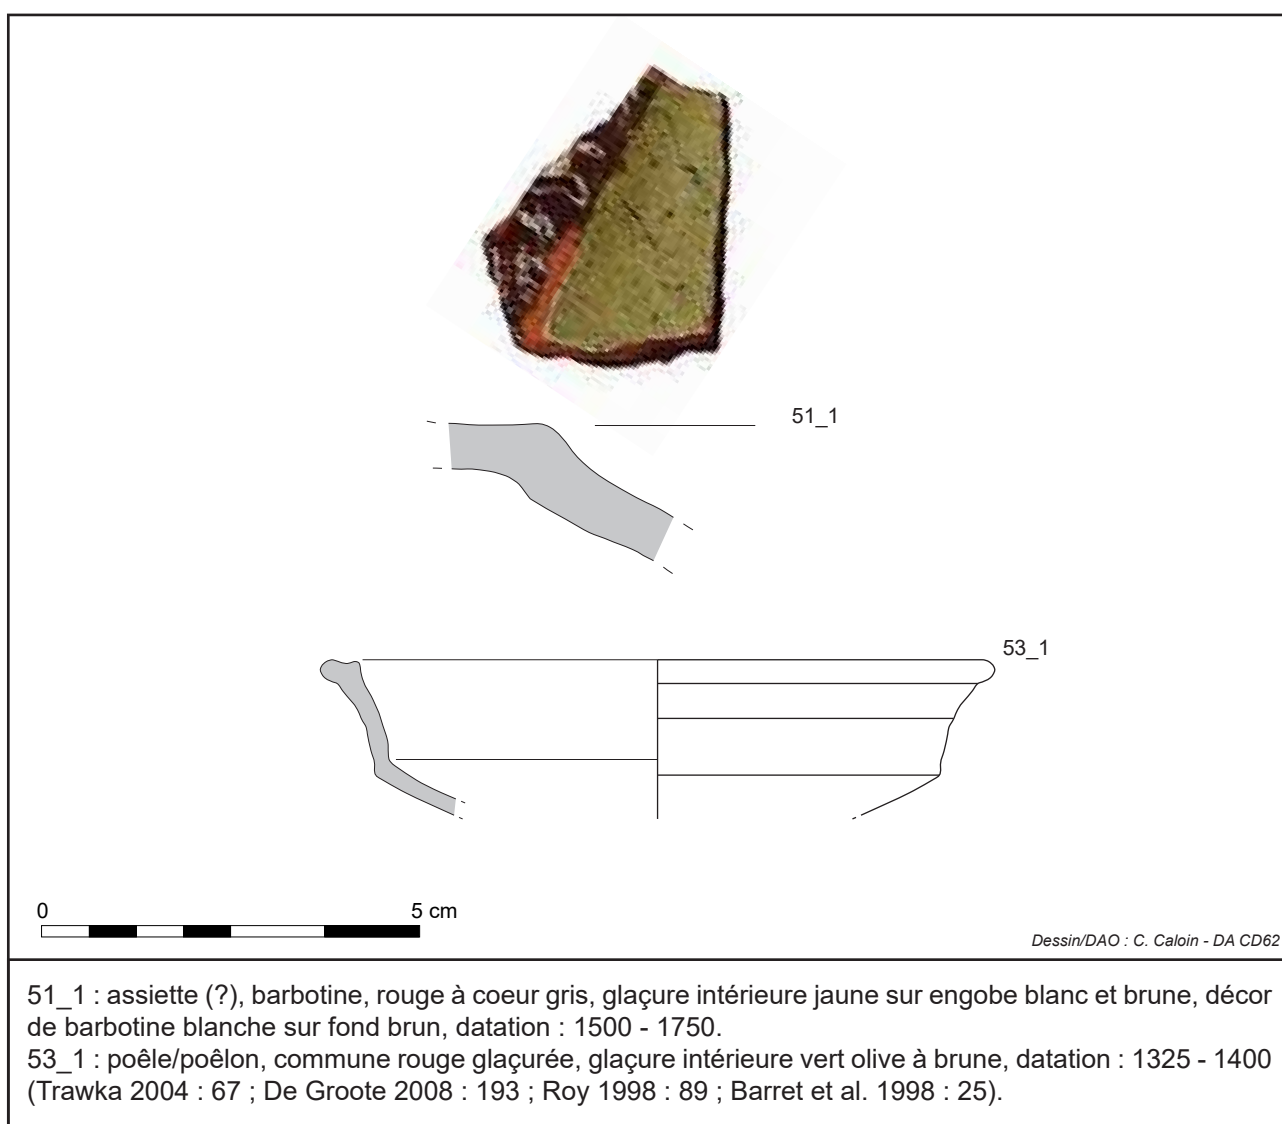 51_1
53_1
0
5 cm
Dessin/DAO : C. Caloin - DA CD62
51_1 : assiette (?), barbotine, rouge à coeur gris, glaçure intérieure jaune sur engobe blanc et brune, décor
de barbotine blanche sur fond brun, datation : 1500 - 1750.
53_1 : poêle/poêlon, commune rouge glaçurée, glaçure intérieure vert olive à brune, datation : 1325 - 1400
(Trawka 2004 : 67 ; De Groote 2008 : 193 ; Roy 1998 : 89 ; Barret et al. 1998 : 25).